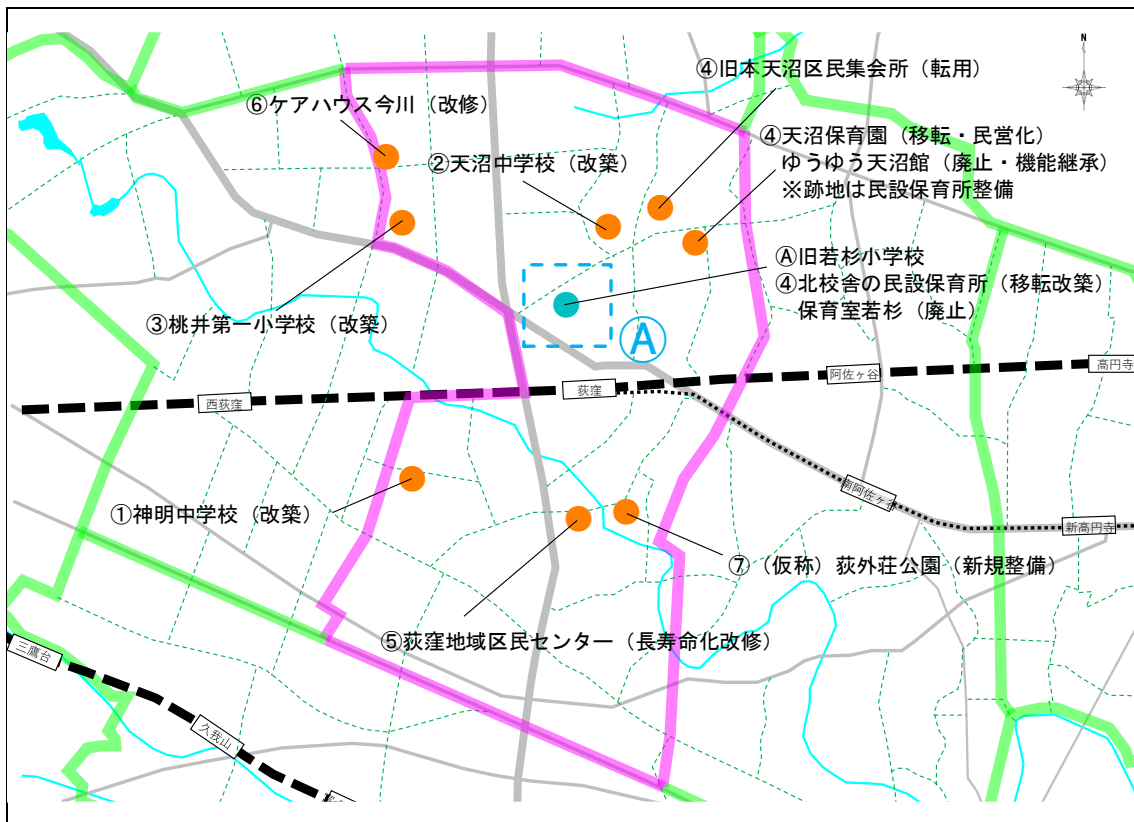 N
④旧本天沼区民集会所（転用）
⑥ケアハウス今川（改修）
④天沼保育園（移転・民営化）
ゆうゆう天沼館（廃止・機能継承）
※跡地は民設保育所整備
②天沼中学校（改築）
Ⓐ旧若杉小学校
④北校舎の民設保育所（移転改築）
保育室若杉（廃止）
③桃井第一小学校（改築）
Ⓐ
高円寺
阿佐ヶ谷
荻窪
西荻窪
南阿佐ヶ谷
①神明中学校（改築）
新高円寺
⑦（仮称）荻外荘公園（新規整備）
⑤荻窪地域区民センター（長寿命化改修）
三鷹台
久我山